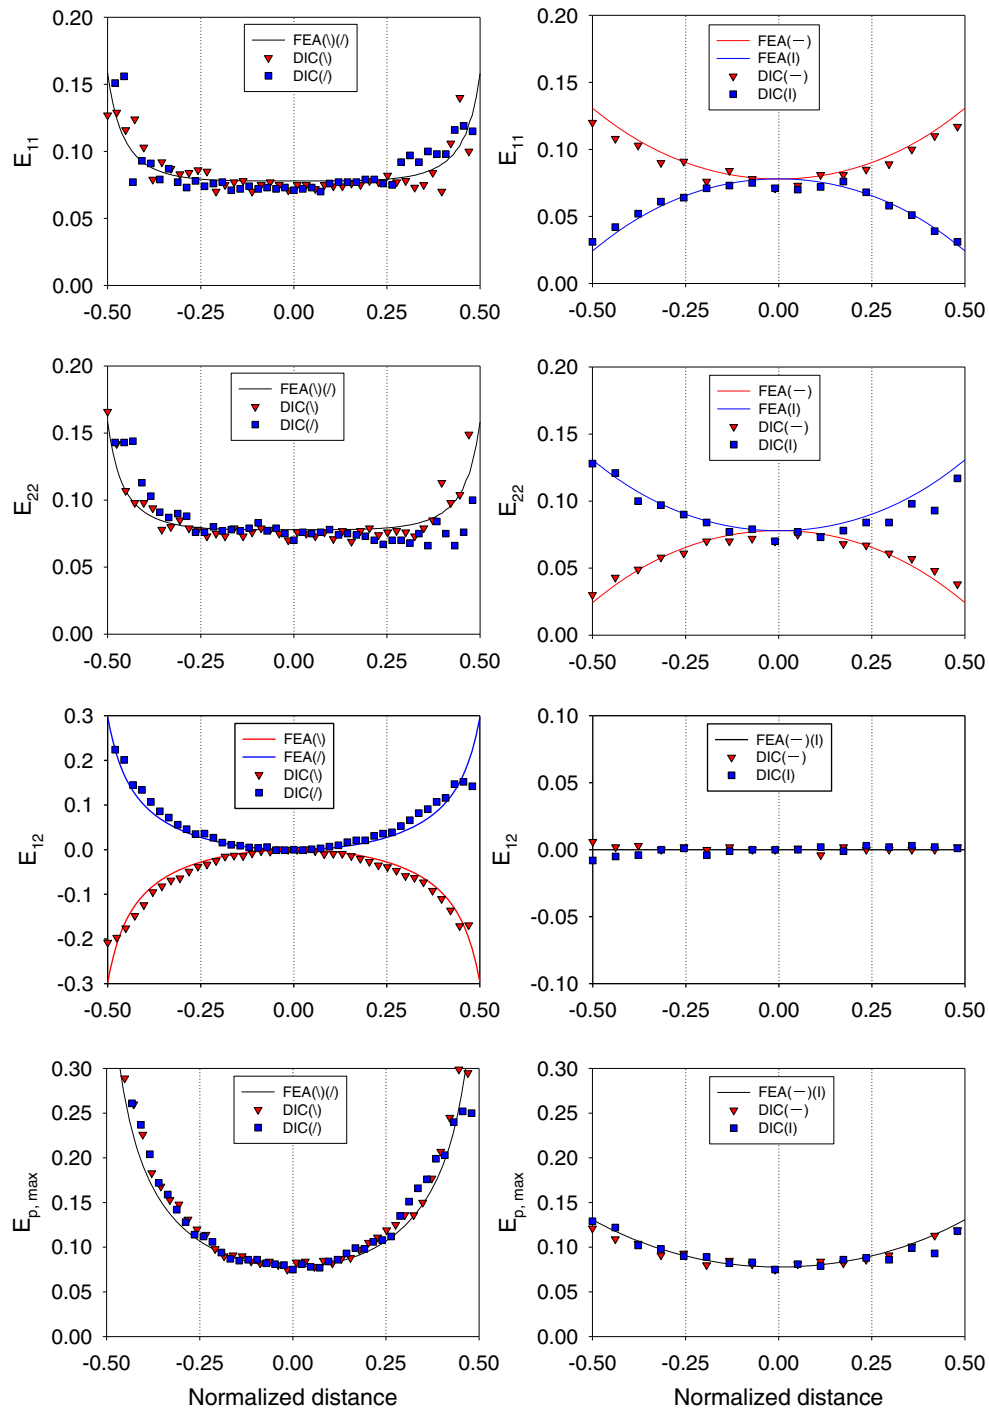 0.20
0.15
0.10
0.05
0.00
E11
FEA(\)(/)
DIC(\)
DIC(/)
-0.50 -0.25 0.00 0.25 0.50
0.20
0.15
0.10
0.05
0.00
E11
FEA(—)
FEA(I)
DIC(—)
DIC(I)
-0.50 -0.25 0.00 0.25 0.50
0.20
0.15
0.10
0.05
0.00
E22
FEA(\)(/)
DIC(\)
DIC(/)
-0.50 -0.25 0.00 0.25 0.50
0.20
0.15
0.10
0.05
0.00
E22
FEA(—)
FEA(I)
DIC(—)
DIC(I)
-0.50 -0.25 0.00 0.25 0.50
0.3
0.2
0.1
0.0
-0.1
-0.2
-0.3
E12
FEA(\)
FEA(/)
DIC(\)
DIC(/)
-0.50 -0.25 0.00 0.25 0.50
0.10
0.05
0.00
-0.05
-0.10
E12
FEA(—)(I)
DIC(—)
DIC(I)
-0.50 -0.25 0.00 0.25 0.50
0.30
0.25
0.20
0.15
0.10
0.05
0.00
Ep, max
FEA(\)(/)
DIC(\)
DIC(/)
-0.50 -0.25 0.00 0.25 0.50
Normalized distance
0.30
0.25
0.20
0.15
0.10
0.05
0.00
Ep, max
FEA(—)(I)
DIC(—)
DIC(I)
-0.50 -0.25 0.00 0.25 0.50
Normalized distance